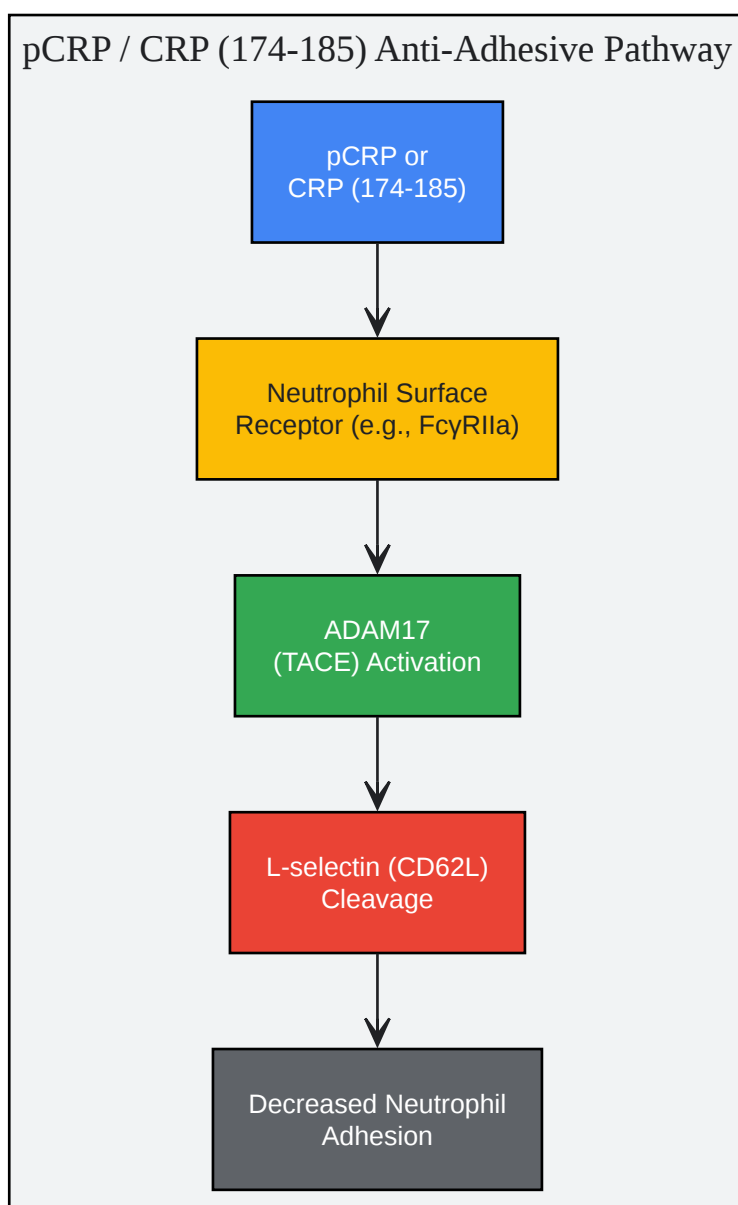 pCRP / CRP (174-185) Anti-Adhesive Pathway
pCRP or
CRP (174-185)
Neutrophil Surface
Receptor (e.g., FcγRIIa)
ADAM17
(TACE) Activation
L-selectin (CD62L)
Cleavage
Decreased Neutrophil
Adhesion